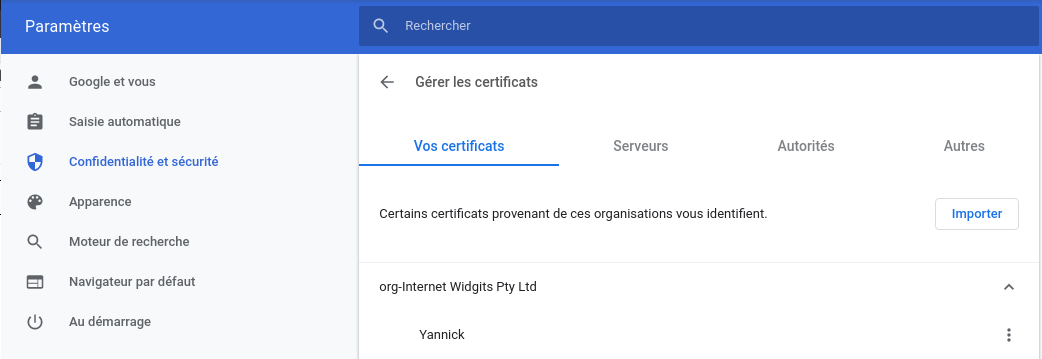 Paramètres
Rechercher
Google et vous
Saisie automatique
Confidentialité et sécurité
Apparence
Moteur de recherche
Navigateur par défaut
Au démarrage
Gérer les certificats
Vos certificats Serveurs Autorités Autres
Certains certificats provenant de ces organisations vous identifient.
Importer
org-Internet Widgits Pty Ltd
Yannick